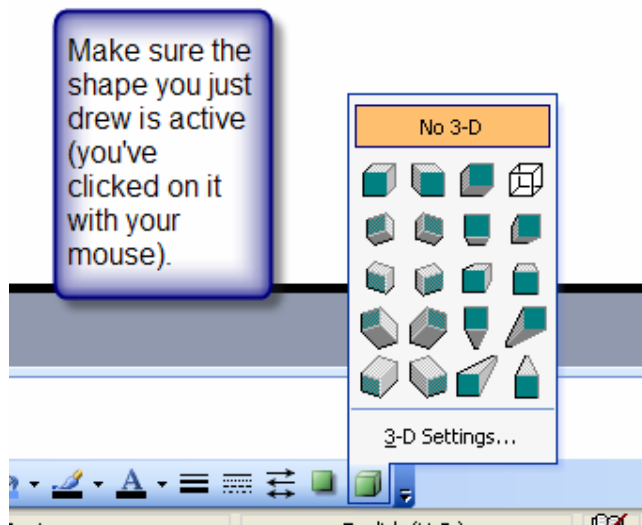 Make sure the
shape you just
drew is active
(you've
clicked on it
with your
mouse).
No 3-D
3-D Settings...
A